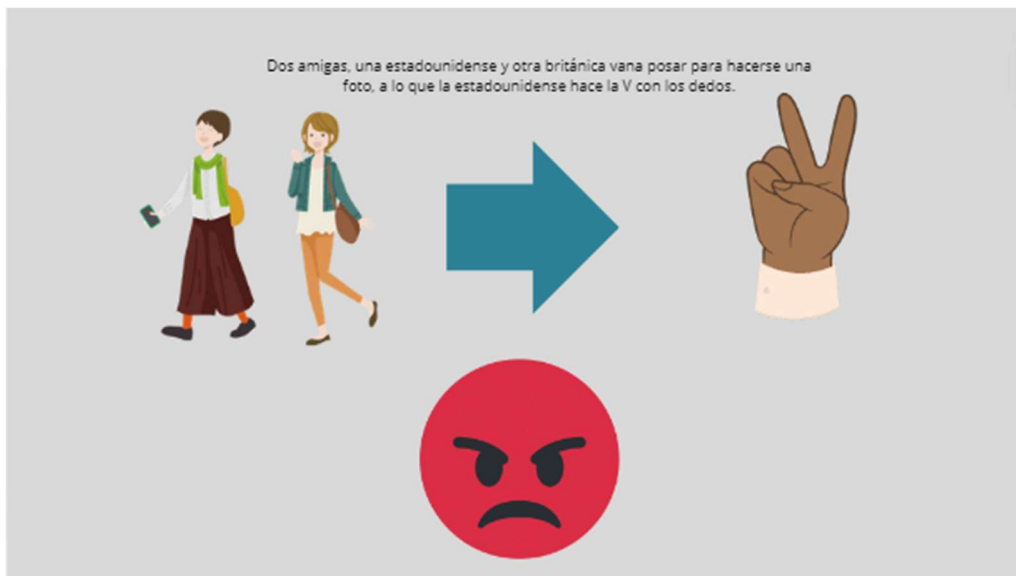 Dos amigas, una estadounidense y otra británica vana posar para hacerse una
foto, a lo que la estadounidense hace la V con los dedos.